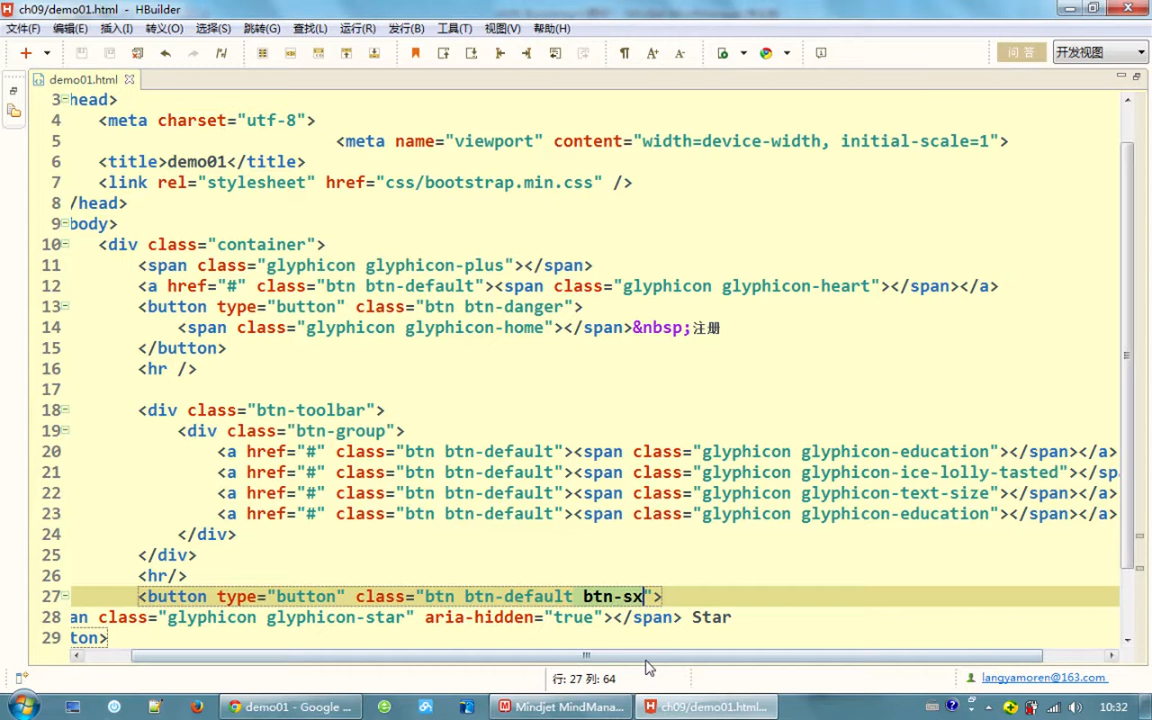 ch09/demo01.html - HBuilder
文件(F) 编辑(E) 插入(I) 转义(O) 选择(S) 跳转(G) 查找(L) 运行(R) 发行(B) 工具(T) 视图(V) 帮助(H)
问 答 开发视图
demo01.html
3 head>
4 <meta charset="utf-8">
5 <meta name="viewport" content="width=device-width, initial-scale=1">
6 <title>demo01</title>
7 <link rel="stylesheet" href="css/bootstrap.min.css" />
8 /head>
9 body>
10 <div class="container">
11 <span class="glyphicon glyphicon-plus"></span>
12 <a href="#" class="btn btn-default"><span class="glyphicon glyphicon-heart"></span></a>
13 <button type="button" class="btn btn-danger">
14 <span class="glyphicon glyphicon-home"></span>&nbsp;注册
15 </button>
16 <hr />
17
18 <div class="btn-toolbar">
19 <div class="btn-group">
20 <a href="#" class="btn btn-default"><span class="glyphicon glyphicon-education"></span></a>
21 <a href="#" class="btn btn-default"><span class="glyphicon glyphicon-ice-lolly-tasted"></sp
22 <a href="#" class="btn btn-default"><span class="glyphicon glyphicon-text-size"></span></a>
23 <a href="#" class="btn btn-default"><span class="glyphicon glyphicon-education"></span></a>
24 </div>
25 </div>
26 <hr/>
27 <button type="button" class="btn btn-default btn-sx">
28 an class="glyphicon glyphicon-star" aria-hidden="true"></span> Star
29 ton>
行: 27 列: 64
langyamoren@163.com
demo01 - Google ...
Mindjet MindMana...
ch09/demo01.html...
10:32